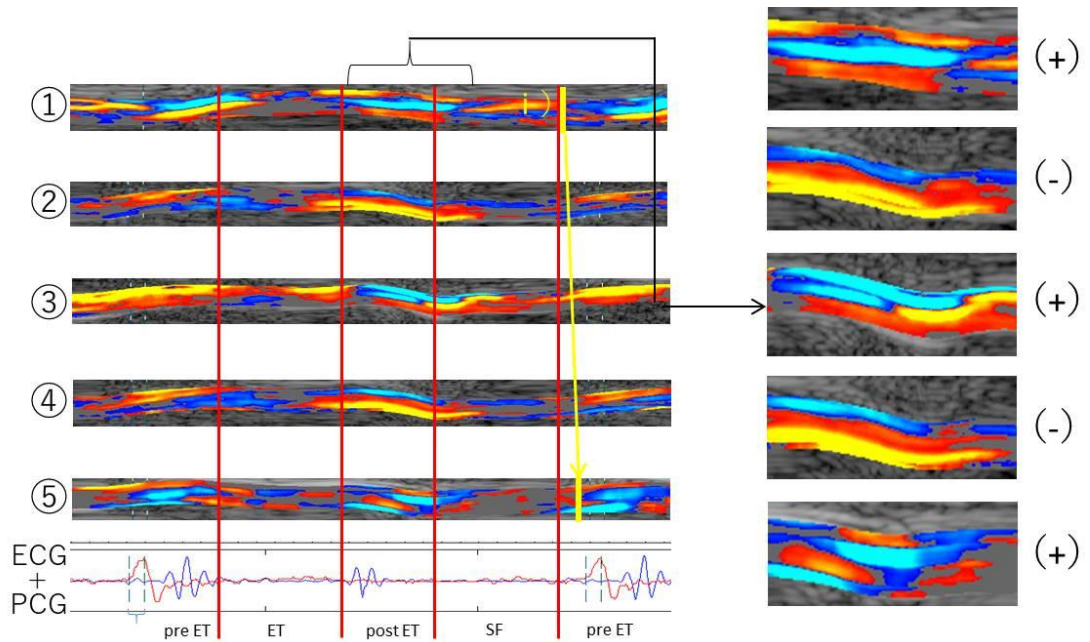 ① i ) (+)
② (-)
③ (+)
④ (-)
⑤ (+)
ECG
+
PCG
pre ET ET post ET SF pre ET